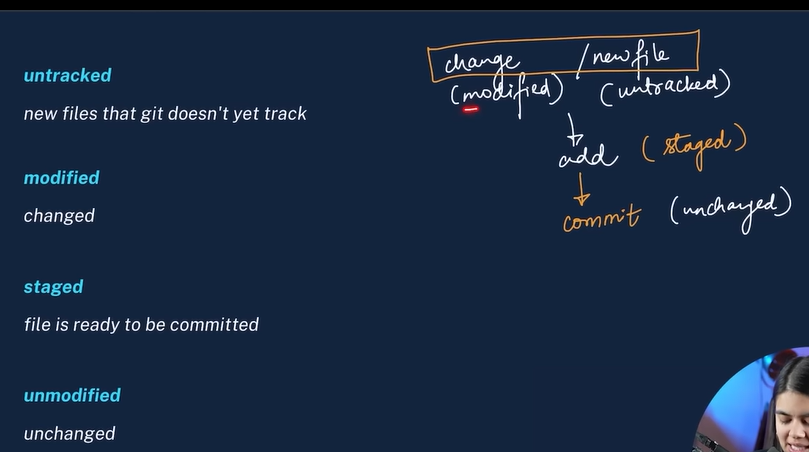 untracked
new files that git doesn't yet track
modified
changed
staged
file is ready to be committed
unmodified
unchanged
change / new file
(modified) (untracked)
add (staged)
commit (unchanged)